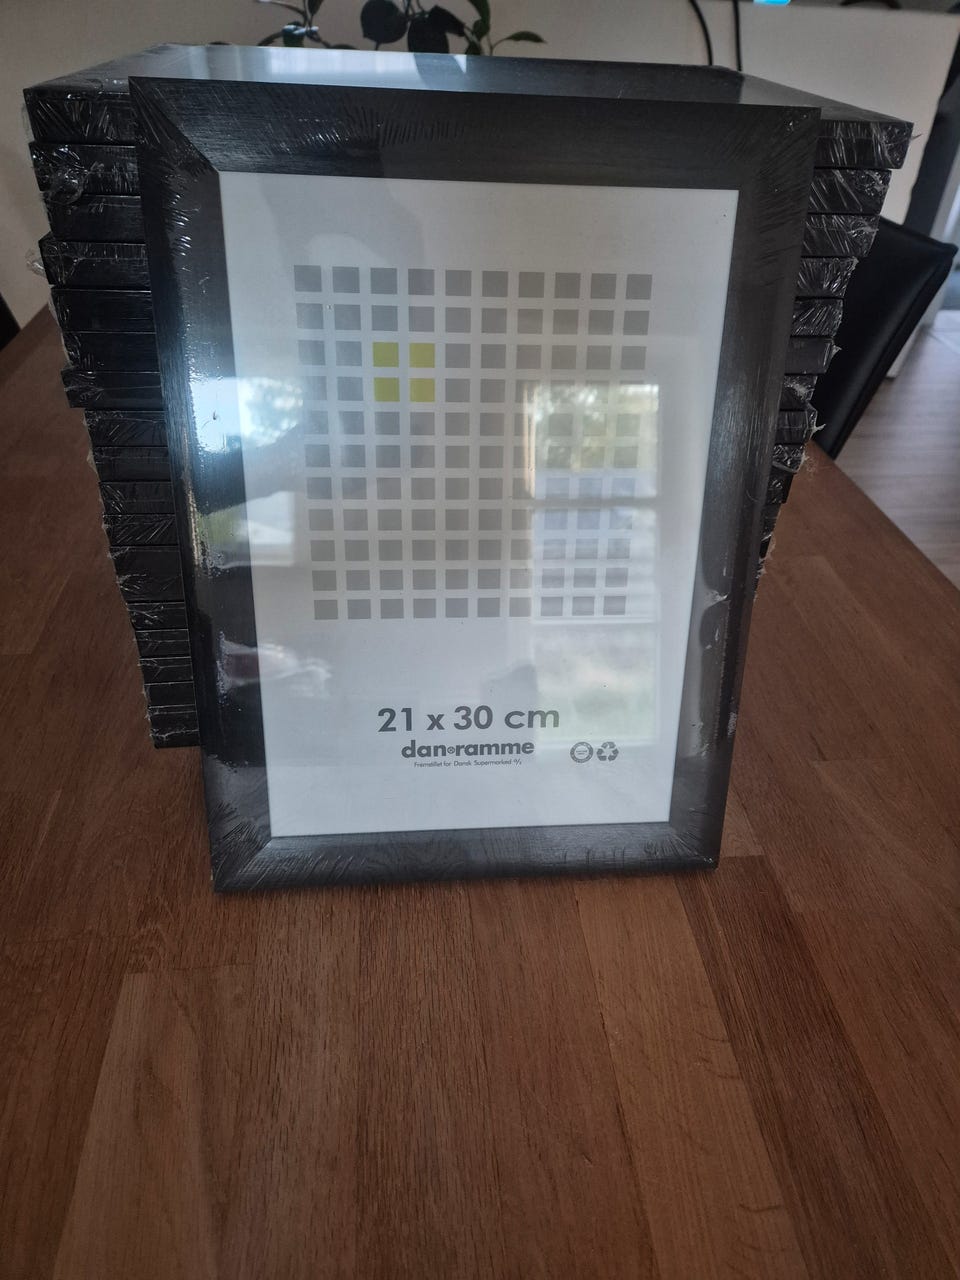 21 x 30 cm
dan®ramme
Fremstillet for Dansk Supermarked A/S